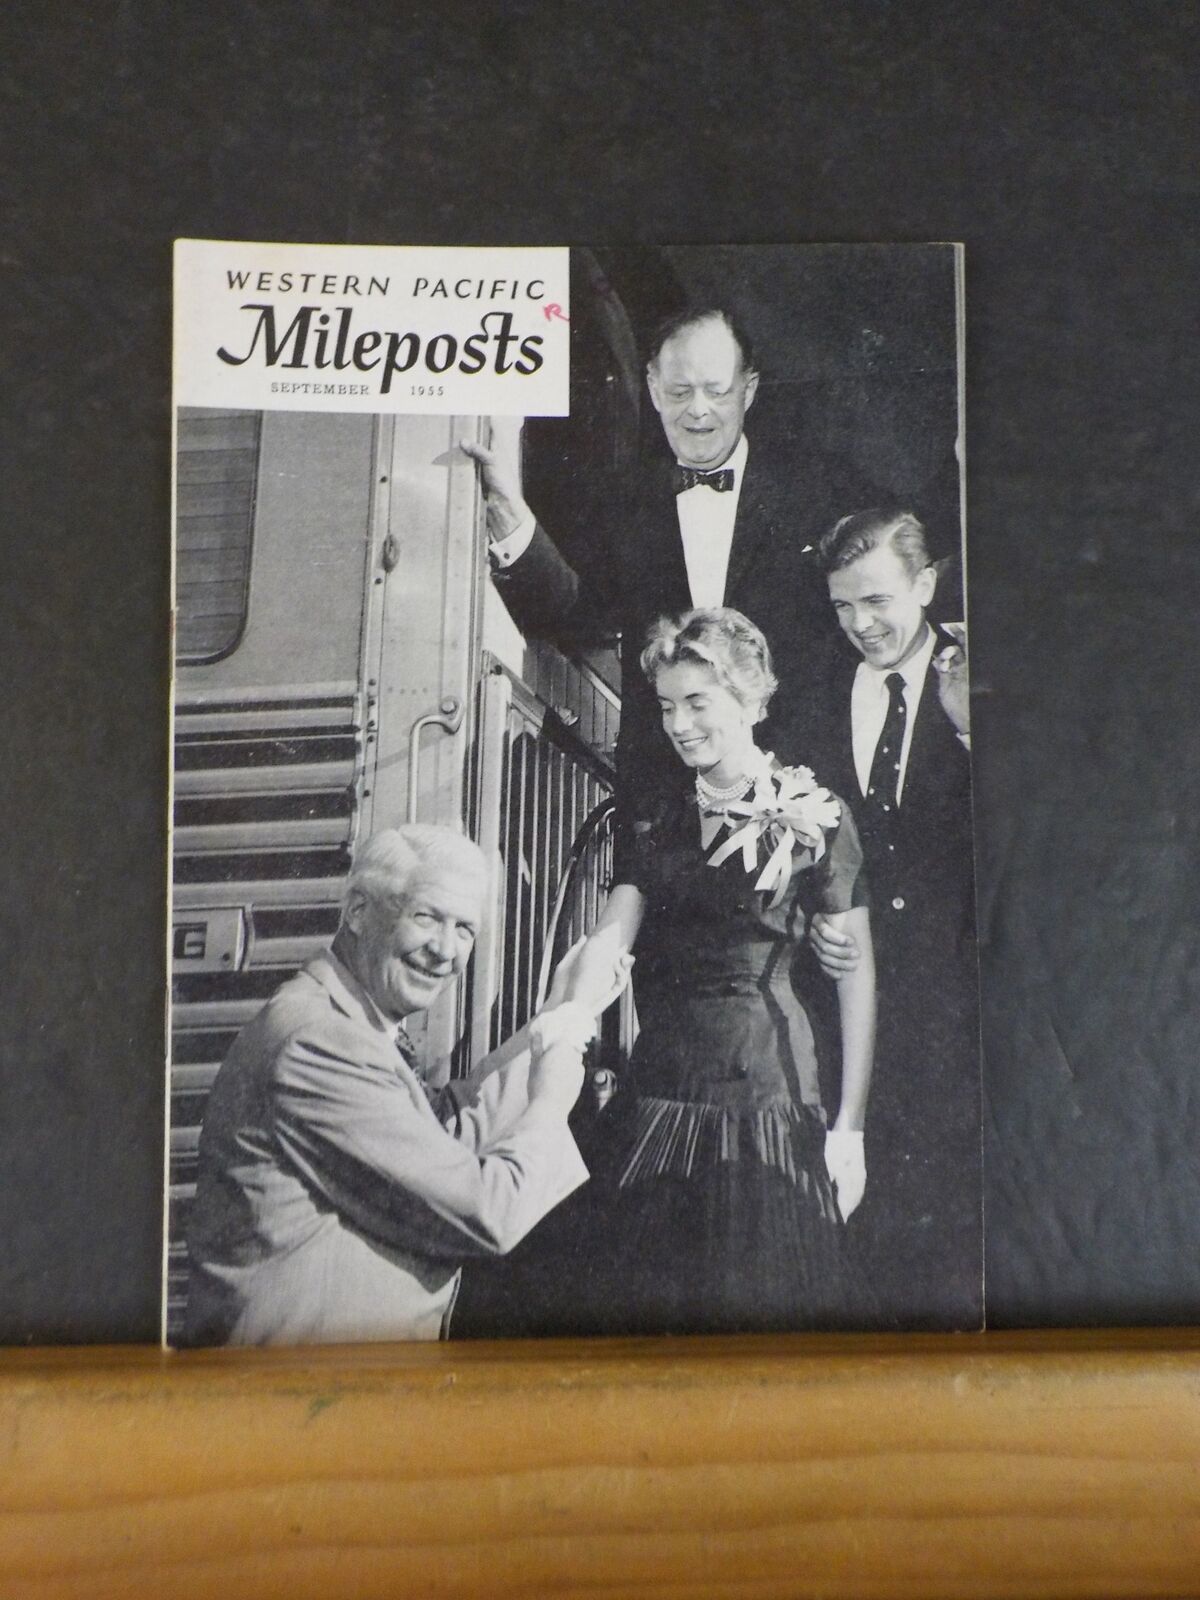 WESTERN PACIFIC
R
Mileposts
SEPTEMBER 1955
G